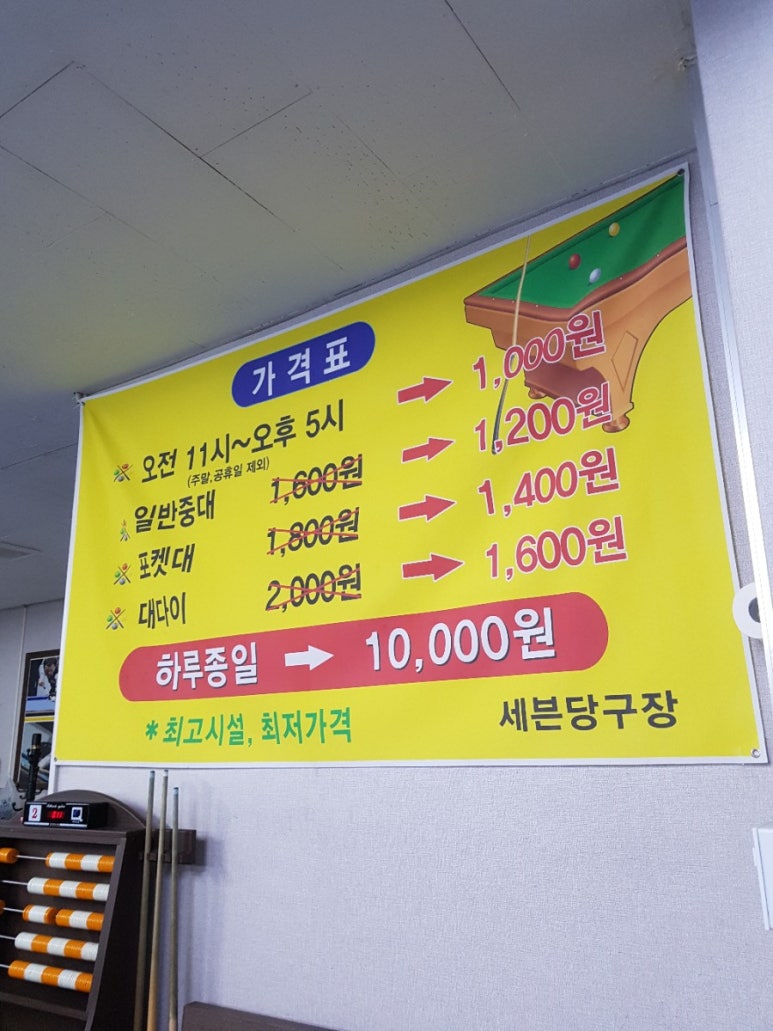 가격표
※ 오전 11시~오후 5시 → 1,000원
(주말,공휴일 제외)
일반중대 1,600원 → 1,200원
※ 포켓대 1,800원 → 1,400원
※ 대다이 2,000원 → 1,600원
하루종일 → 10,000원
* 최고시설, 최저가격
세븐당구장
2